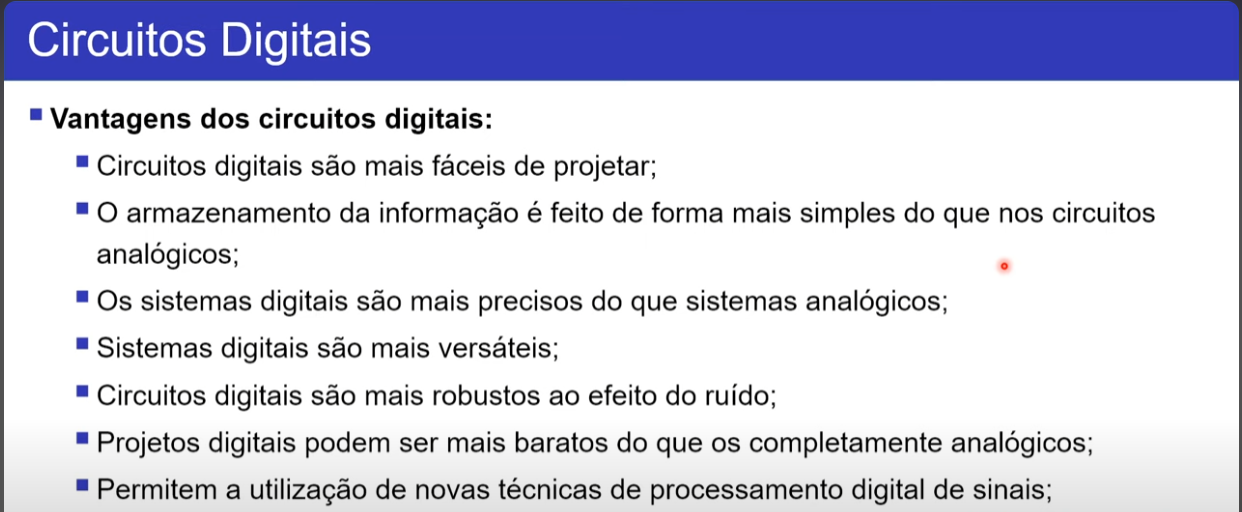 Circuitos Digitais
Vantagens dos circuitos digitais:
Circuitos digitais são mais fáceis de projetar;
O armazenamento da informação é feito de forma mais simples do que nos circuitos
analógicos;
Os sistemas digitais são mais precisos do que sistemas analógicos;
Sistemas digitais são mais versáteis;
Circuitos digitais são mais robustos ao efeito do ruído;
Projetos digitais podem ser mais baratos do que os completamente analógicos;
Permitem a utilização de novas técnicas de processamento digital de sinais;